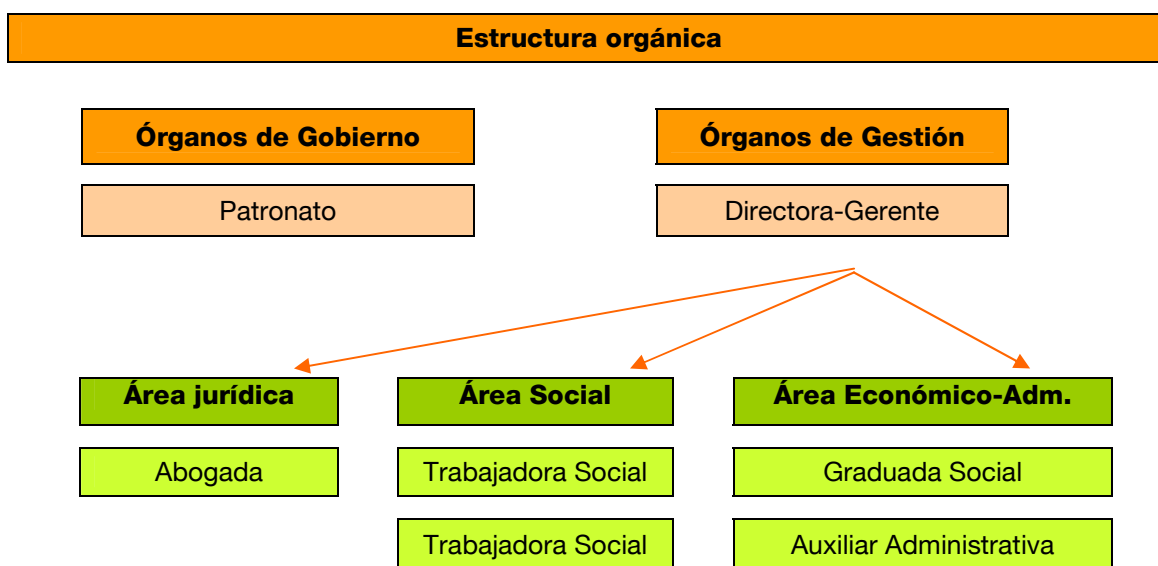 Estructura orgánica
Órganos de Gobierno
Órganos de Gestión
Patronato
Directora-Gerente
Área jurídica
Área Social
Área Económico-Adm.
Abogada
Trabajadora Social
Graduada Social
Trabajadora Social
Auxiliar Administrativa